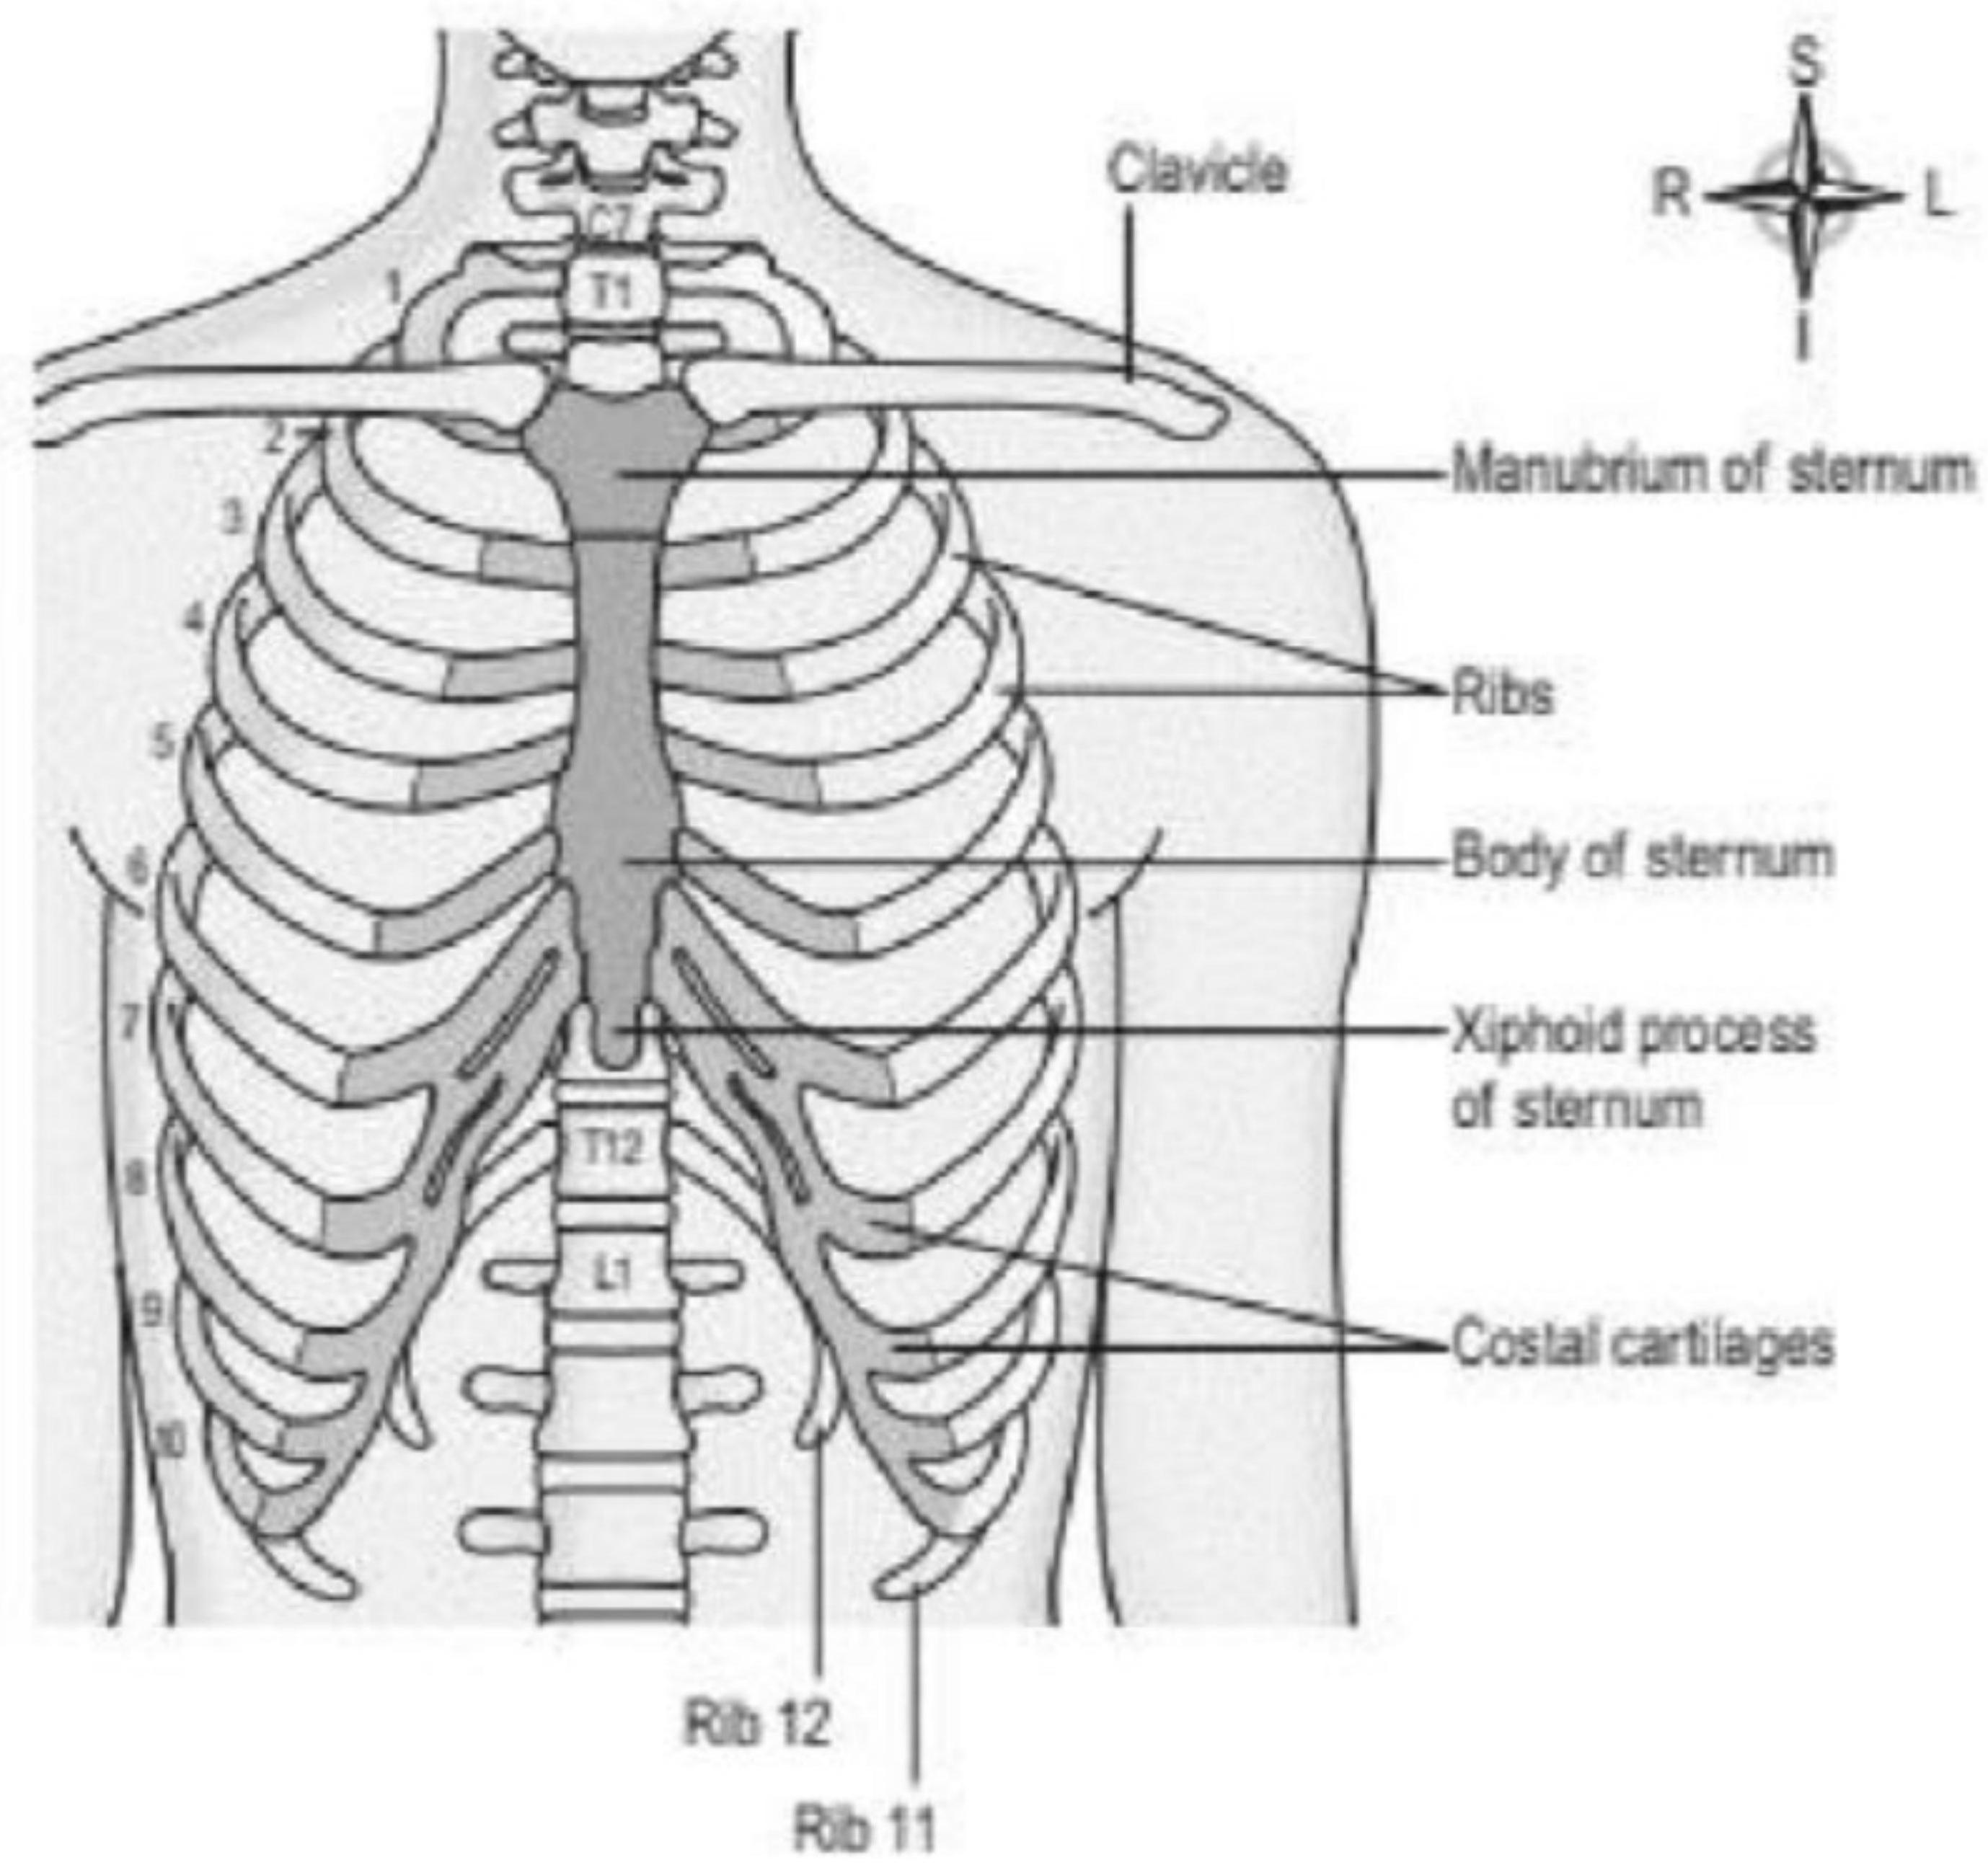 S
Clavicle
R L
C7
1
T1
I
2
Manubrium of sternum
3
4
Ribs
5
Body of sternum
6
7
Xiphoid process
of sternum
T12
8
L1
9
Costal cartilages
10
Rib 12
Rib 11